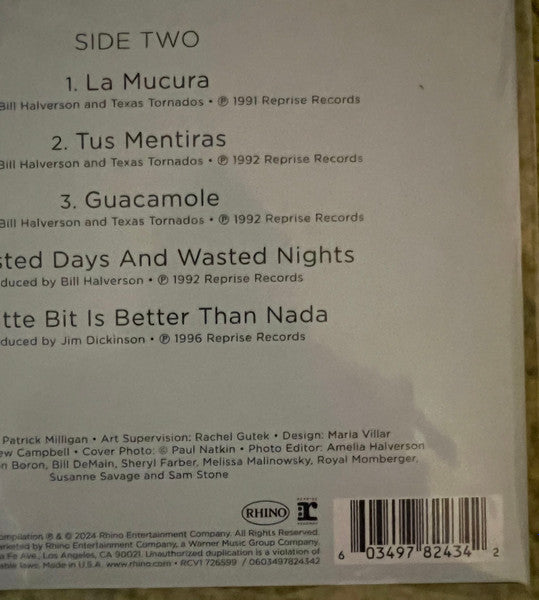 SIDE TWO
1. La Mucura
Bill Halverson and Texas Tornados • ℗ 1991 Reprise Records
2. Tus Mentiras
Bill Halverson and Texas Tornados • ℗ 1992 Reprise Records
3. Guacamole
Bill Halverson and Texas Tornados • ℗ 1992 Reprise Records
sted Days And Wasted Nights
duced by Bill Halverson • ℗ 1992 Reprise Records
tte Bit Is Better Than Nada
duced by Jim Dickinson • ℗ 1996 Reprise Records
Patrick Milligan • Art Supervision: Rachel Gutek • Design: Maria Villar
ew Campbell • Cover Photo: © Paul Natkin • Photo Editor: Amelia Halverson
n Boron, Bill DeMain, Sheryl Farber, Melissa Malinowsky, Royal Momberger,
Susanne Savage and Sam Stone
RHINO REPRISE RECORDS
ompilation ℗ & © 2024 Rhino Entertainment Company. All Rights Reserved.
arketed by Rhino Entertainment Company, a Warner Music Group Company.
a Fe Ave., Los Angeles, CA 90021. Unauthorized duplication is a violation of
able laws. Made in U.S.A. www.rhino.com • RCV1 726599 / 0603497824342
6 03497 82434 2